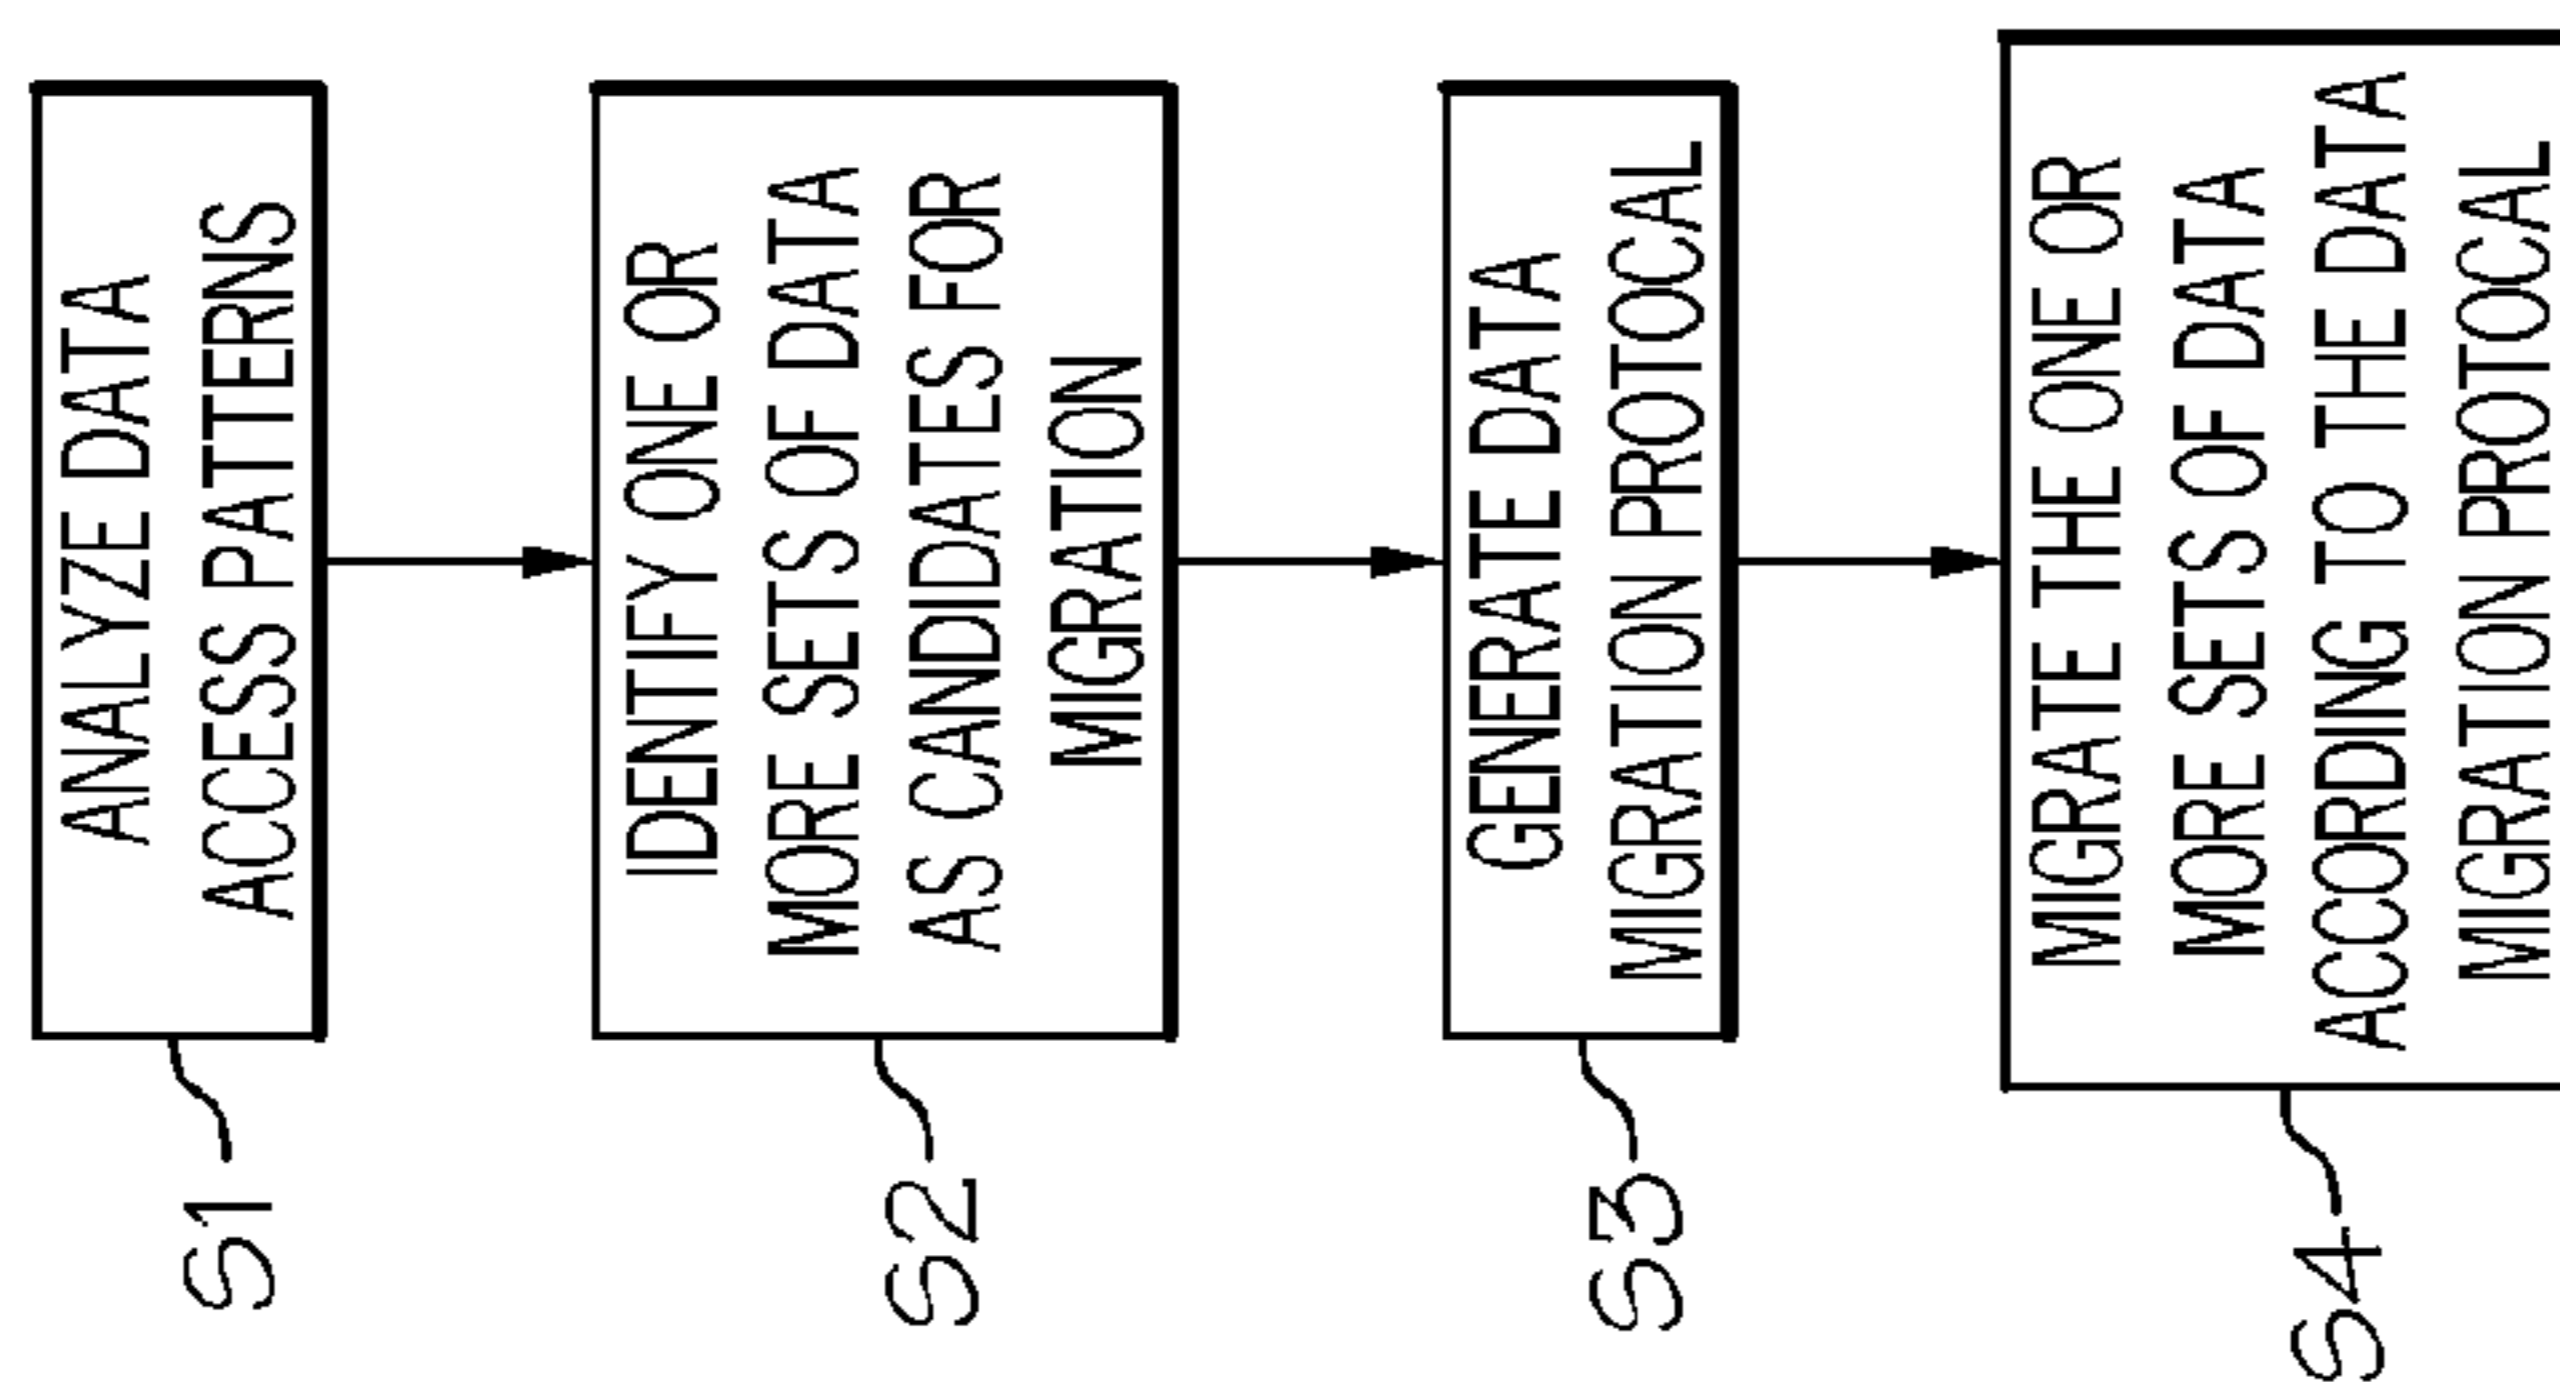 S1
ANALYZE DATA
ACCESS PATTERNS
S2
IDENTIFY ONE OR
MORE SETS OF DATA
AS CANDIDATES FOR
MIGRATION
S3
GENERATE DATA
MIGRATION PROTOCAL
S4
MIGRATE THE ONE OR
MORE SETS OF DATA
ACCORDING TO THE DATA
MIGRATION PROTOCAL